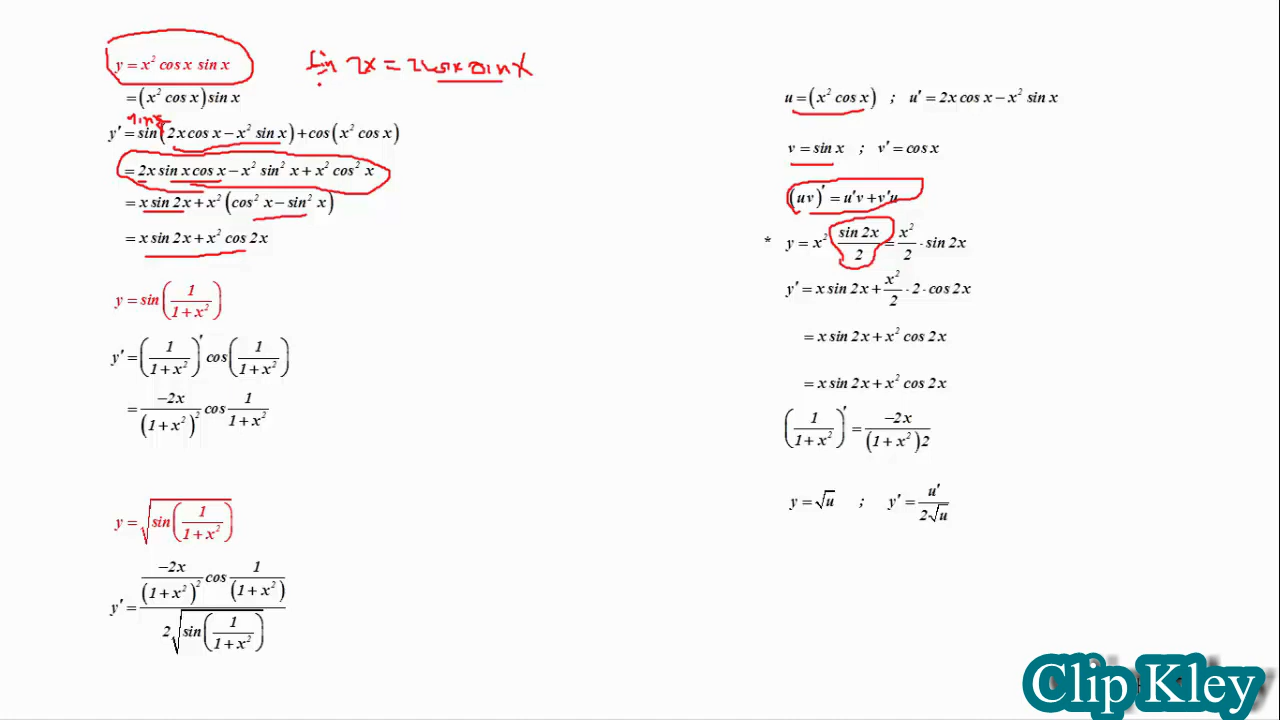 y = x² cos x sin x
sin 2x = 2cosx sinx
= (x² cos x) sin x
sinx
y' = sin(2x cos x − x² sin x) + cos(x² cos x)
= 2x sin x cos x − x² sin² x + x² cos² x
= x sin 2x + x² (cos² x − sin² x)
= x sin 2x + x² cos 2x
y = sin(1/(1+x²))
y' = (1/(1+x²))' cos(1/(1+x²))
= −2x/(1+x²)² cos 1/(1+x²)
y = √sin(1/(1+x²))
y' = (−2x/(1+x²)² cos 1/(1+x²)) / (2√sin(1/(1+x²)))
u = (x² cos x) ; u' = 2x cos x − x² sin x
v = sin x ; v' = cos x
(uv)' = u'v + v'u
* y = x² sin 2x/2 = x²/2 · sin 2x
y' = x sin 2x + x²/2 · 2 · cos 2x
= x sin 2x + x² cos 2x
= x sin 2x + x² cos 2x
(1/(1+x²))' = −2x/(1+x²)2
y = √u ; y' = u'/2√u
Clip Kley